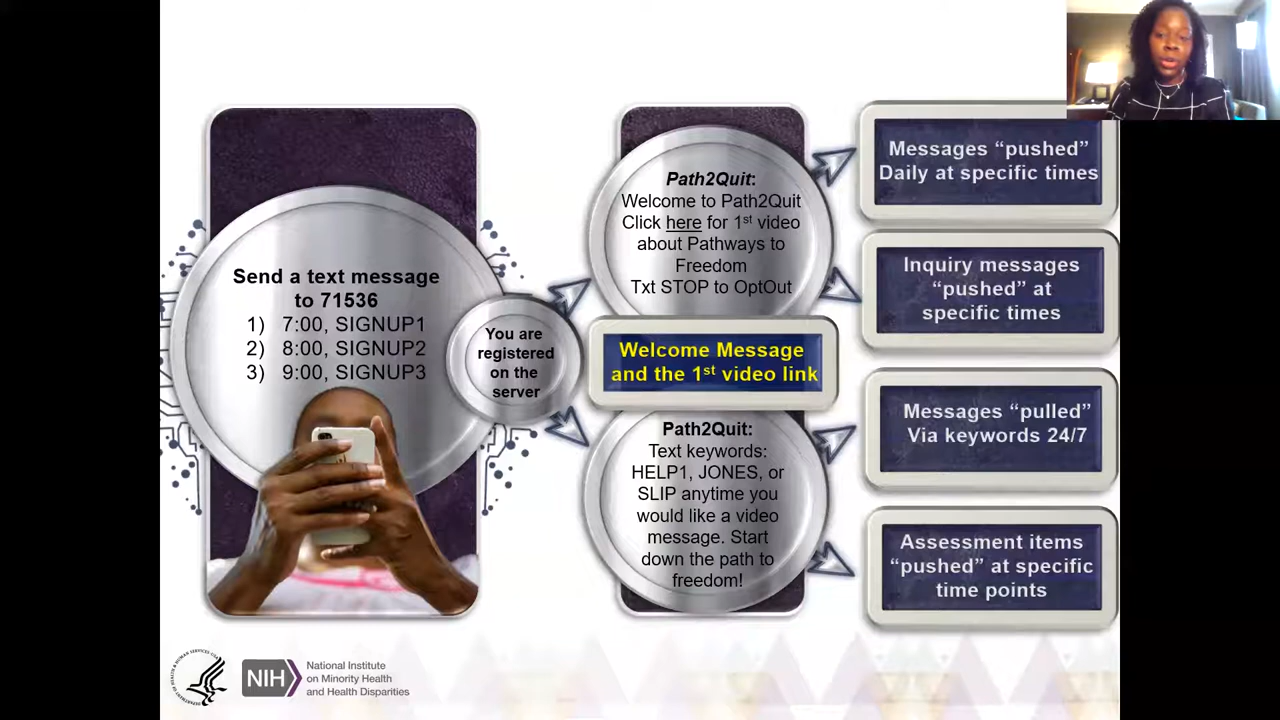 Send a text message
to 71536
1) 7:00, SIGNUP1
2) 8:00, SIGNUP2
3) 9:00, SIGNUP3
You are
registered
on the
server
Path2Quit:
Welcome to Path2Quit
Click here for 1st video
about Pathways to
Freedom
Txt STOP to OptOut
Welcome Message
and the 1st video link
Path2Quit:
Text keywords:
HELP1, JONES, or
SLIP anytime you
would like a video
message. Start
down the path to
freedom!
Messages “pushed”
Daily at specific times
Inquiry messages
“pushed” at
specific times
Messages “pulled”
Via keywords 24/7
Assessment items
“pushed” at specific
time points
NIH
National Institute
on Minority Health
and Health Disparities